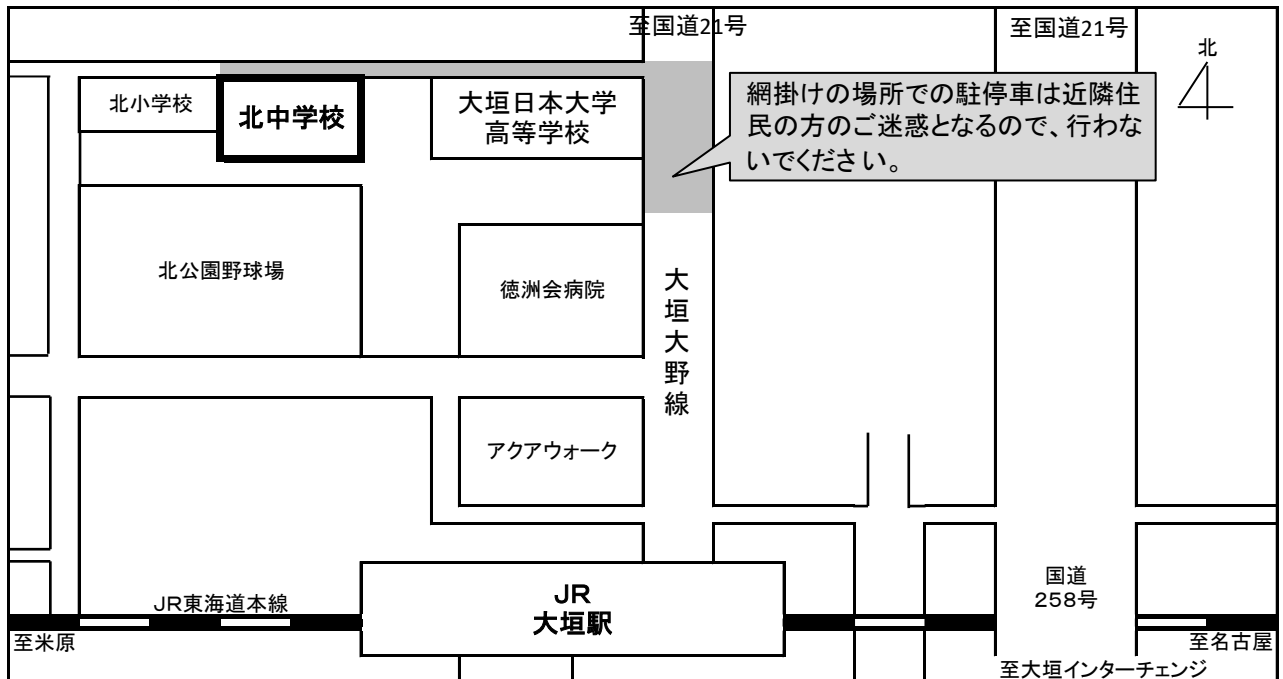 至国道21号
至国道21号
北
北小学校
北中学校
大垣日本大学
高等学校
網掛けの場所での駐停車は近隣住
民の方のご迷惑となるので、行わな
いでください。
北公園野球場
徳洲会病院
大垣大野線
アクアウォーク
JR東海道本線
JR
大垣駅
国道
258号
至米原
至名古屋
至大垣インターチェンジ